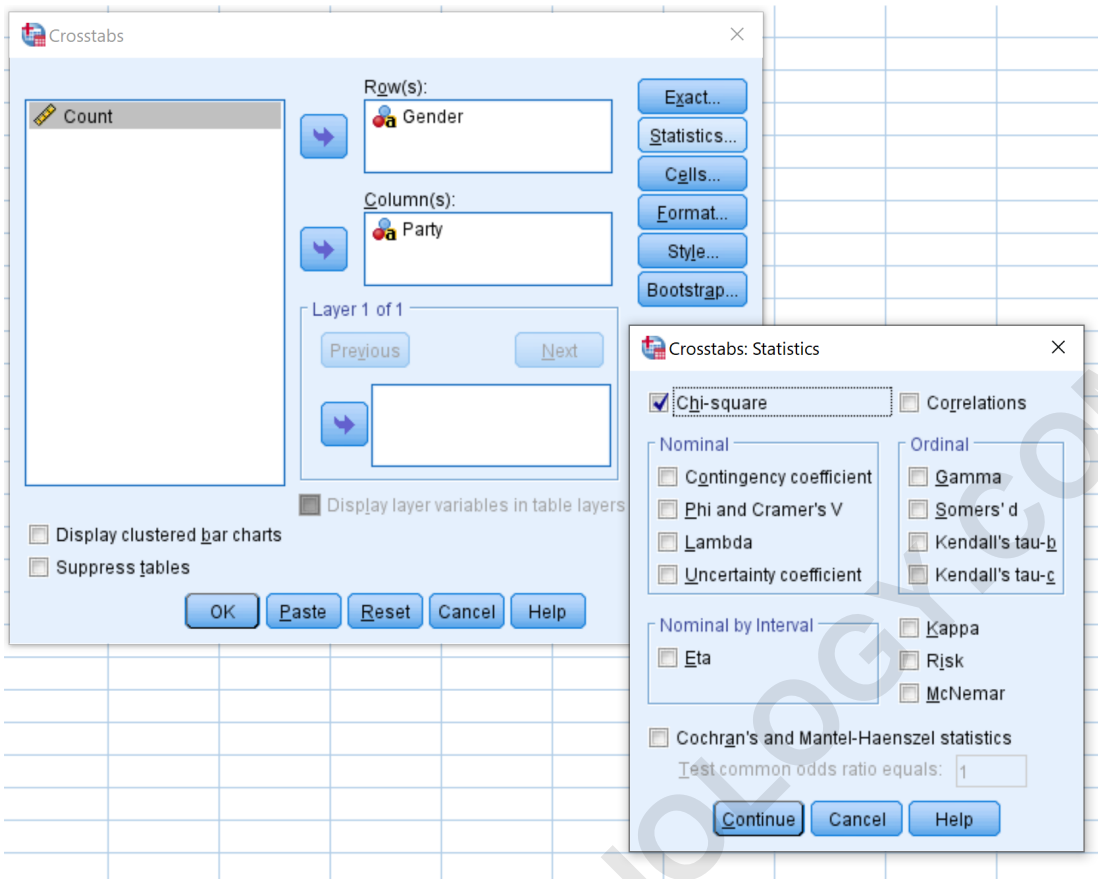 Crosstabs
Count
Row(s):
Gender
Column(s):
Party
Layer 1 of 1
Previous
Next
Display layer variables in table layers
Display clustered bar charts
Suppress tables
OK
Paste
Reset
Cancel
Help
Exact...
Statistics...
Cells...
Format...
Style...
Bootstrap...
Crosstabs: Statistics
Chi-square
Correlations
Nominal
Contingency coefficient
Phi and Cramer's V
Lambda
Uncertainty coefficient
Ordinal
Gamma
Somers' d
Kendall's tau-b
Kendall's tau-c
Nominal by Interval
Eta
Kappa
Risk
McNemar
Cochran's and Mantel-Haenszel statistics
Test common odds ratio equals: 1
Continue
Cancel
Help